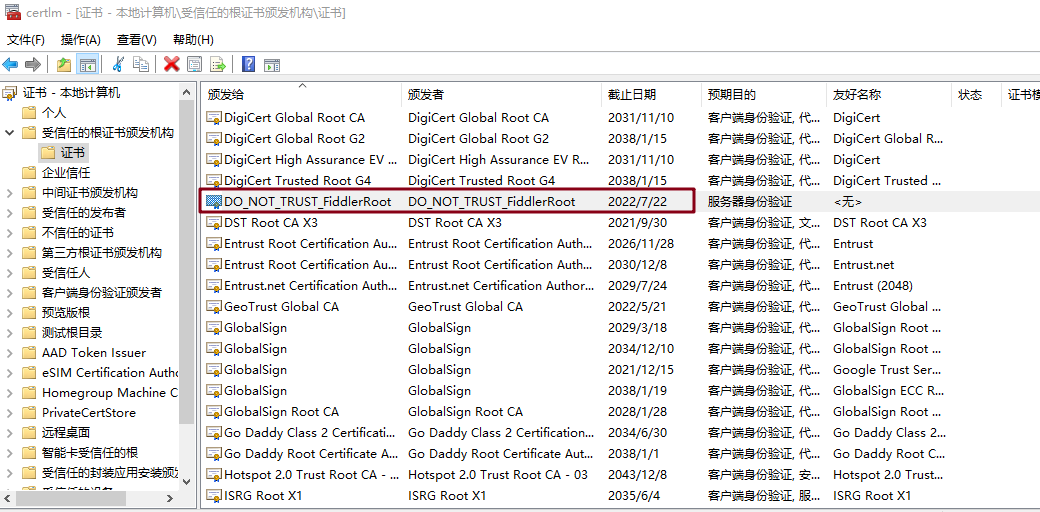 certlm - [证书 - 本地计算机\受信任的根证书颁发机构\证书]
文件(F) 操作(A) 查看(V) 帮助(H)
证书 - 本地计算机
个人
受信任的根证书颁发机构
证书
企业信任
中间证书颁发机构
受信任的发布者
不信任的证书
第三方根证书颁发机构
受信任人
客户端身份验证颁发者
预览版根
测试根目录
AAD Token Issuer
eSIM Certification Autho
Homegroup Machine C
PrivateCertStore
远程桌面
智能卡受信任的根
受信任的封装应用安装颁发
颁发给 颁发者 截止日期 预期目的 友好名称 状态 证书模
DigiCert Global Root CA DigiCert Global Root CA 2031/11/10 客户端身份验证, 代... DigiCert
DigiCert Global Root G2 DigiCert Global Root G2 2038/1/15 客户端身份验证, 代... DigiCert Global R...
DigiCert High Assurance EV ... DigiCert High Assurance EV R... 2031/11/10 客户端身份验证, 代... DigiCert
DigiCert Trusted Root G4 DigiCert Trusted Root G4 2038/1/15 客户端身份验证, 代... DigiCert Trusted ...
DO_NOT_TRUST_FiddlerRoot DO_NOT_TRUST_FiddlerRoot 2022/7/22 服务器身份验证 <无>
DST Root CA X3 DST Root CA X3 2021/9/30 客户端身份验证, 文... DST Root CA X3
Entrust Root Certification Au... Entrust Root Certification Auth... 2026/11/28 客户端身份验证, 代... Entrust
Entrust Root Certification Au... Entrust Root Certification Auth... 2030/12/8 客户端身份验证, 代... Entrust.net
Entrust.net Certification Au... Entrust.net Certification Author... 2029/7/24 客户端身份验证, 代... Entrust (2048)
GeoTrust Global CA GeoTrust Global CA 2022/5/21 客户端身份验证, 代... GeoTrust Global ...
GlobalSign GlobalSign 2029/3/18 客户端身份验证, 代... GlobalSign Root ...
GlobalSign GlobalSign 2034/12/10 客户端身份验证, 代... GlobalSign Root ...
GlobalSign GlobalSign 2021/12/15 客户端身份验证, 代... Google Trust Ser...
GlobalSign GlobalSign 2038/1/19 客户端身份验证, 代... GlobalSign ECC R...
GlobalSign Root CA GlobalSign Root CA 2028/1/28 客户端身份验证, 代... GlobalSign Root ...
Go Daddy Class 2 Certificati... Go Daddy Class 2 Certification... 2034/6/30 客户端身份验证, 代... Go Daddy Class 2...
Go Daddy Root Certificate A... Go Daddy Root Certificate Aut... 2038/1/1 客户端身份验证, 代... Go Daddy Root C...
Hotspot 2.0 Trust Root CA - ... Hotspot 2.0 Trust Root CA - 03 2043/12/8 客户端身份验证, 安... Hotspot 2.0 Trust...
ISRG Root X1 ISRG Root X1 2035/6/4 客户端身份验证, 服... ISRG Root X1